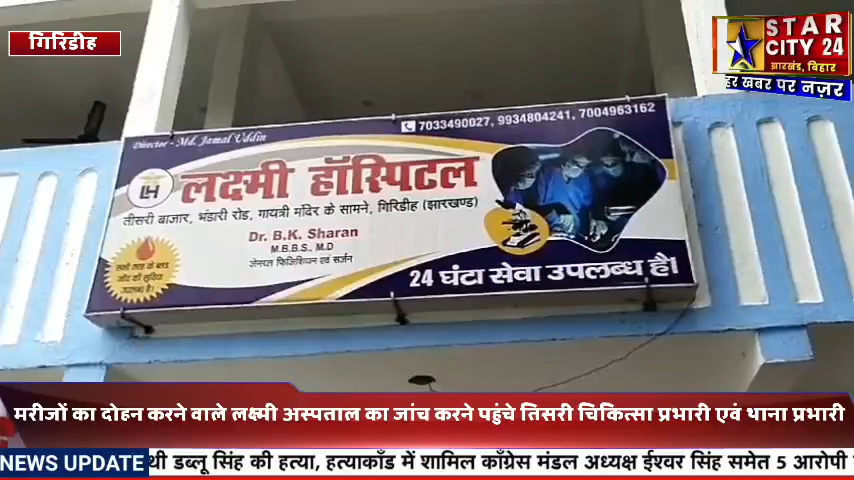 गिरिडीह
STAR
CITY 24
झारखंड, बिहार
हर खबर पर नज़र
Director - Md. Jamal Uddin
7033490027, 9934804241, 7004963162
LH
लक्ष्मी हॉस्पिटल
तीसरी बाजार, भंडारी रोड, गायत्री मंदिर के सामने, गिरिडीह (झारखण्ड)
Dr. B.K. Sharan
M.B.B.S., M.D
जेनरल फिजिशियन एवं सर्जन
24 घंटा सेवा उपलब्ध है।
मरीजों का दोहन करने वाले लक्ष्मी अस्पताल का जांच करने पहुंचे तिसरी चिकित्सा प्रभारी एवं थाना प्रभारी
NEWS UPDATE
थी डब्लू सिंह की हत्या, हत्याकाँड में शामिल काँग्रेस मंडल अध्यक्ष ईश्वर सिंह समेत 5 आरोपी